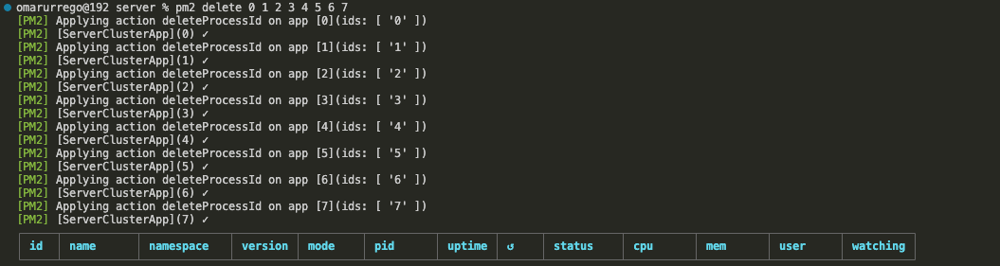 omarurrego@192 server % pm2 delete 0 1 2 3 4 5 6 7
[PM2] Applying action deleteProcessId on app [0](ids: [ '0' ])
[PM2] [ServerClusterApp](0) ✓
[PM2] Applying action deleteProcessId on app [1](ids: [ '1' ])
[PM2] [ServerClusterApp](1) ✓
[PM2] Applying action deleteProcessId on app [2](ids: [ '2' ])
[PM2] [ServerClusterApp](2) ✓
[PM2] Applying action deleteProcessId on app [3](ids: [ '3' ])
[PM2] [ServerClusterApp](3) ✓
[PM2] Applying action deleteProcessId on app [4](ids: [ '4' ])
[PM2] [ServerClusterApp](4) ✓
[PM2] Applying action deleteProcessId on app [5](ids: [ '5' ])
[PM2] [ServerClusterApp](5) ✓
[PM2] Applying action deleteProcessId on app [6](ids: [ '6' ])
[PM2] [ServerClusterApp](6) ✓
[PM2] Applying action deleteProcessId on app [7](ids: [ '7' ])
[PM2] [ServerClusterApp](7) ✓
id name namespace version mode pid uptime ↺ status cpu mem user watching